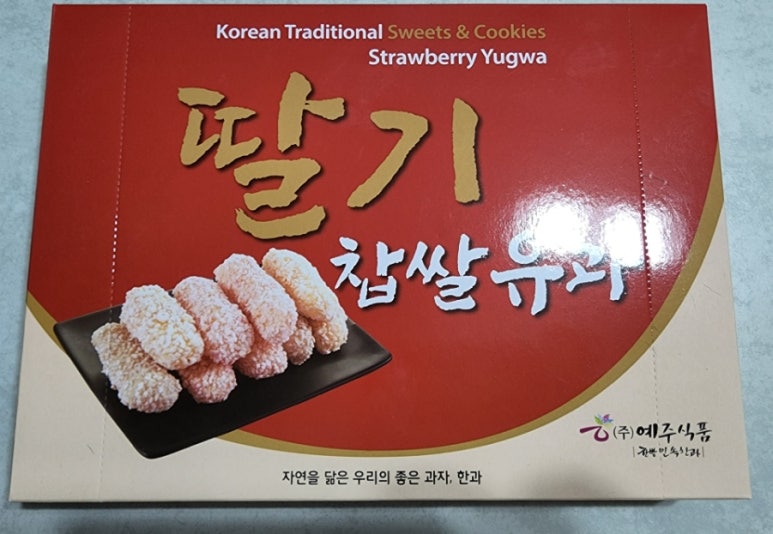 Korean Traditional Sweets & Cookies
Strawberry Yugwa
딸기
찹쌀유과
(주)예주식품
자연을 닮은 우리의 좋은 과자, 한과